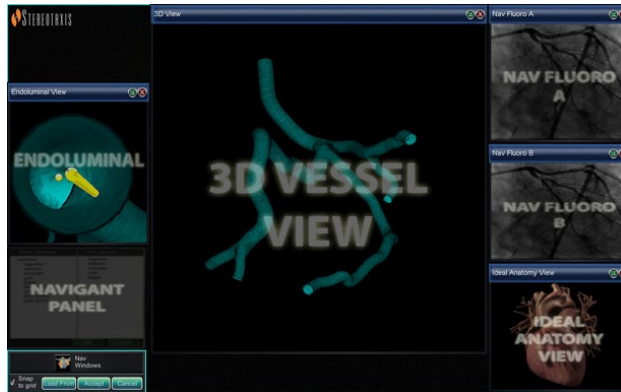 STEREOTAXIS
3D View
Nav Fluoro A
NAV FLUORO
A
Endoluminal View
ENDOLUMINAL
3D VESSEL
VIEW
Nav Fluoro B
NAV FLUORO
B
NAVIGANT
PANEL
Ideal Anatomy View
IDEAL
ANATOMY
VIEW
Nav
Windows
Snap
to grid
Load From
Accept
Cancel